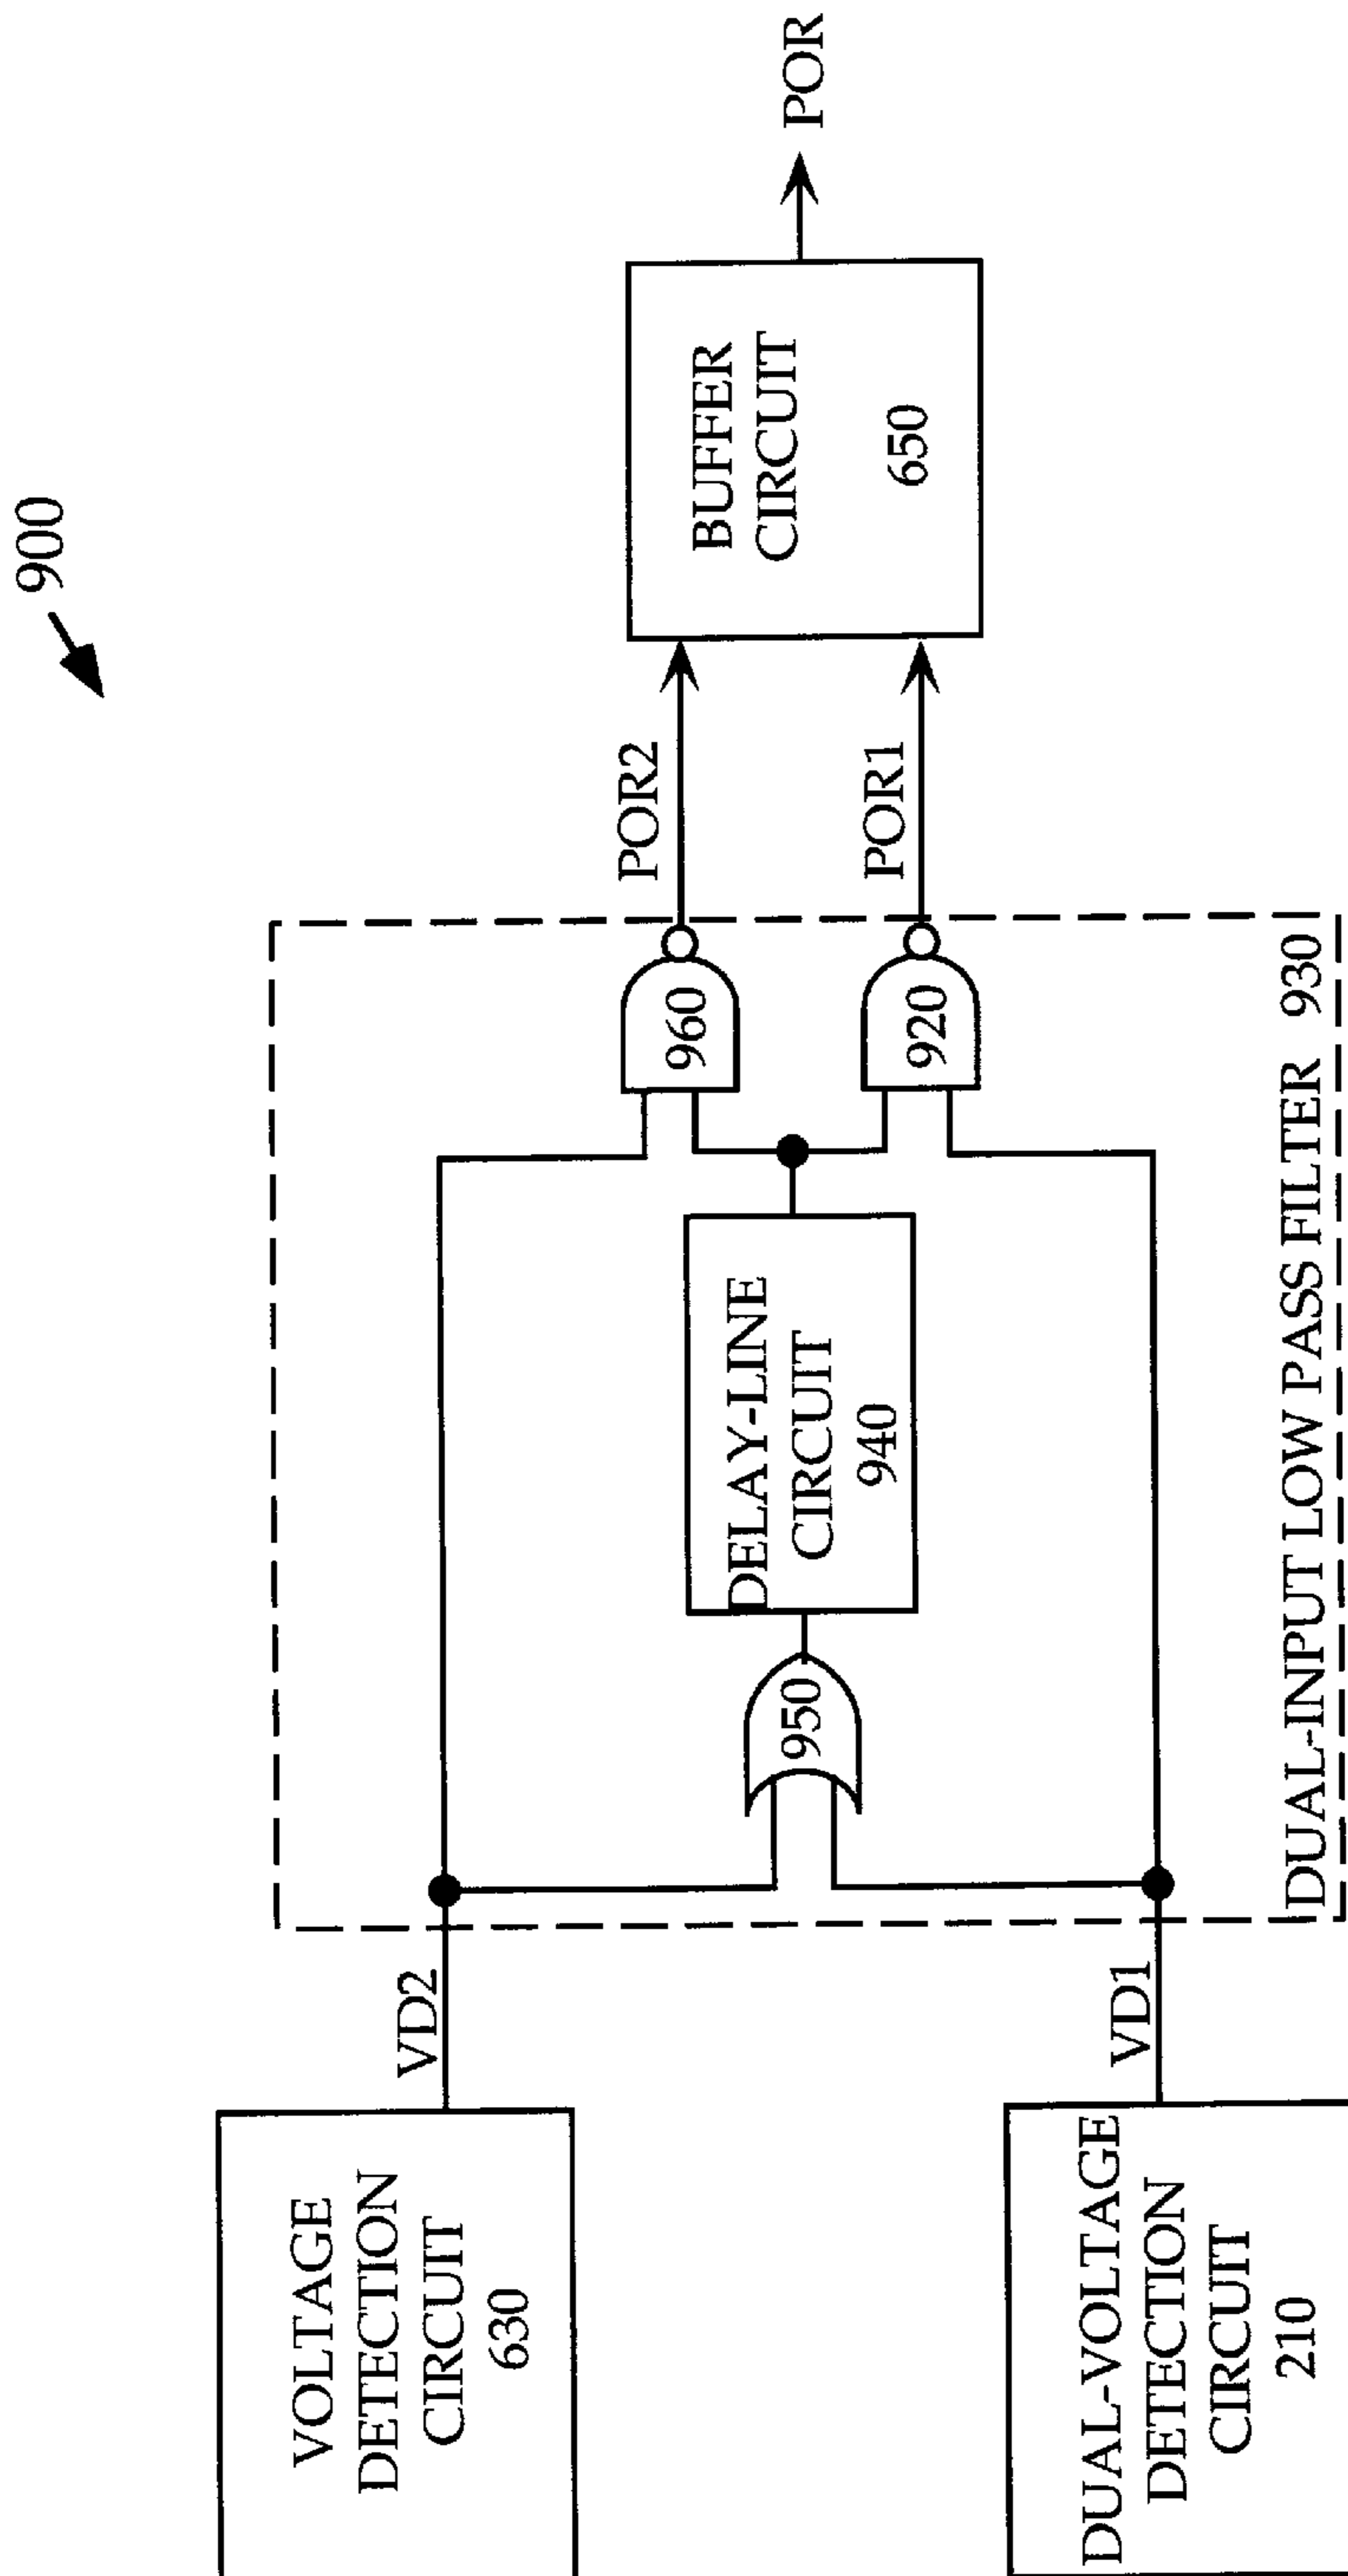 900
VOLTAGE
DETECTION
CIRCUIT
630
VD2
DUAL-VOLTAGE
DETECTION
CIRCUIT
210
VD1
950
DELAY-LINE
CIRCUIT
940
960
920
DUAL-INPUT LOW PASS FILTER 930
POR2
POR1
BUFFER
CIRCUIT
650
POR